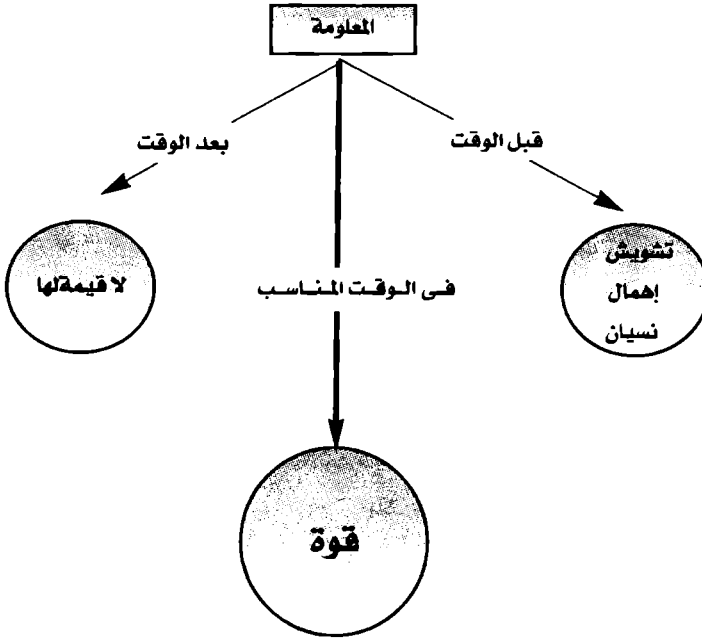 المعلومة
قبل الوقت
بعد الوقت
تشويش
إهمال
نسيان
لا قيمة لها
فى الوقت المناسب
قوة